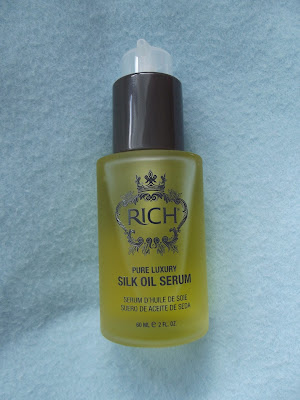 RICH
PURE LUXURY
SILK OIL SERUM
SERUM D'HUILE DE SOIE
SUERO DE ACEITE DE SEDA
60 ML ℮ 2 FL. OZ.